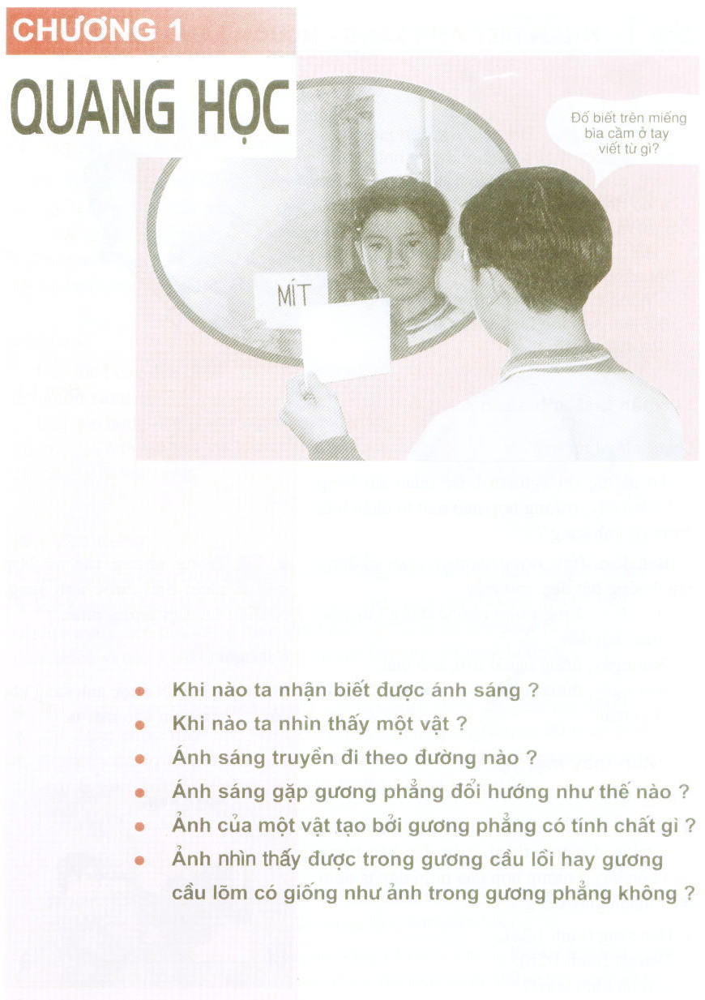 CHƯƠNG 1
QUANG HỌC
Đố biết trên miếng
bìa cầm ở tay
viết từ gì?
MÍT
Khi nào ta nhận biết được ánh sáng ?
Khi nào ta nhìn thấy một vật ?
Ánh sáng truyền đi theo đường nào ?
Ánh sáng gặp gương phẳng đổi hướng như thế nào ?
Ảnh của một vật tạo bởi gương phẳng có tính chất gì ?
Ảnh nhìn thấy được trong gương cầu lồi hay gương
cầu lõm có giống như ảnh trong gương phẳng không ?